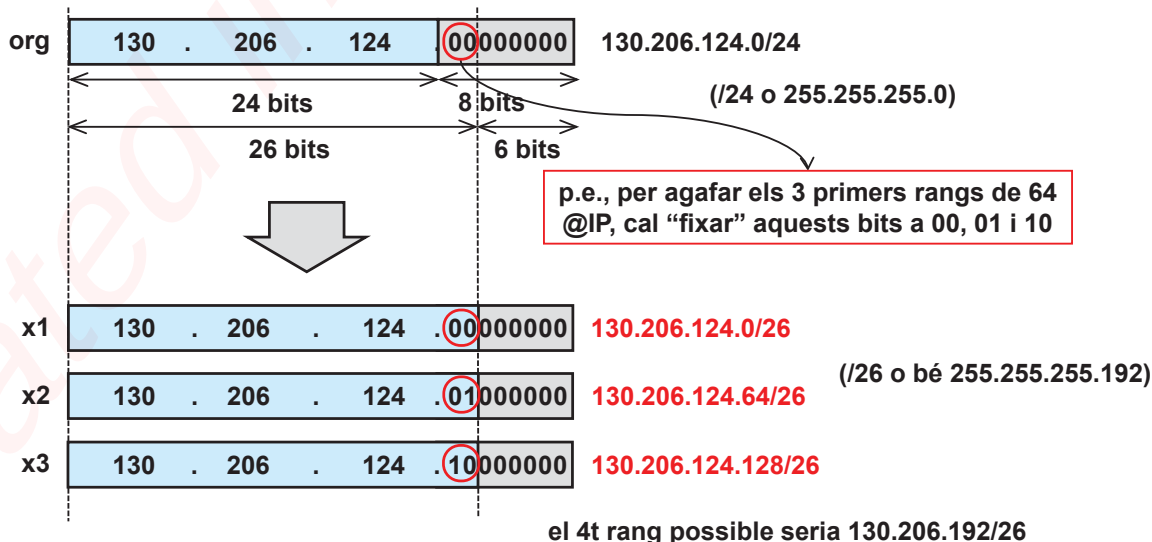 org 130 . 206 . 124 .00000000 130.206.124.0/24
24 bits 8 bits (/24 o 255.255.255.0)
26 bits 6 bits
p.e., per agafar els 3 primers rangs de 64
@IP, cal “fixar” aquests bits a 00, 01 i 10
x1 130 . 206 . 124 .00000000 130.206.124.0/26
(/26 o bé 255.255.255.192)
x2 130 . 206 . 124 .01000000 130.206.124.64/26
x3 130 . 206 . 124 .10000000 130.206.124.128/26
el 4t rang possible seria 130.206.192/26